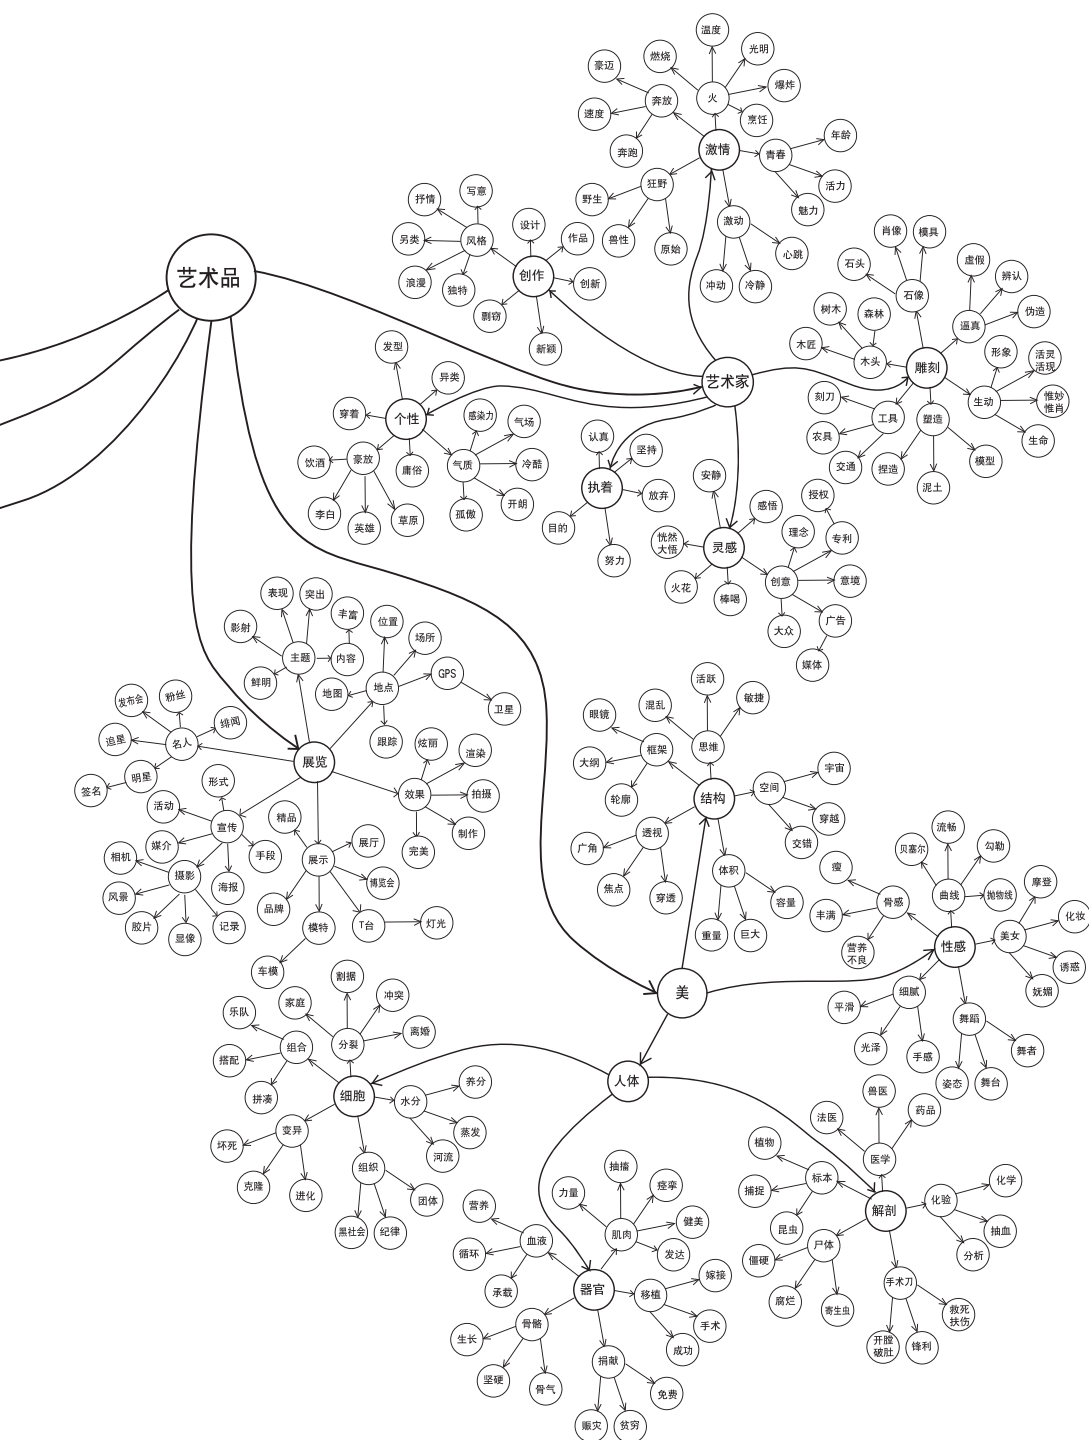 艺术品
艺术家
激情
火
温度
燃烧
光明
爆炸
烹饪
奔放
豪迈
速度
奔跑
青春
年龄
活力
魅力
狂野
野生
兽性
原始
激动
冲动
冷静
心跳
创作
设计
作品
创新
新颖
剽窃
风格
写意
抒情
另类
浪漫
独特
雕刻
石像
肖像
模具
石头
逼真
虚假
辨认
伪造
木头
森林
树木
木匠
生动
形象
活灵
活现
惟妙
惟肖
生命
工具
刻刀
农具
交通
塑造
捏造
泥土
模型
个性
发型
异类
穿着
庸俗
豪放
饮酒
李白
英雄
草原
气质
感染力
气场
冷酷
开朗
孤傲
执着
认真
坚持
放弃
努力
目的
灵感
安静
感悟
恍然
大悟
火花
棒喝
创意
理念
专利
授权
意境
广告
媒体
大众
展览
主题
表现
突出
影射
鲜明
内容
丰富
地点
位置
场所
GPS
卫星
地图
跟踪
名人
粉丝
发布会
绯闻
追星
明星
签名
效果
炫丽
渲染
拍摄
制作
完美
宣传
形式
活动
媒介
手段
海报
摄影
相机
风景
胶片
显像
记录
展示
精品
展厅
博览会
品牌
模特
车模
T台
灯光
美
结构
思维
活跃
混乱
敏捷
框架
眼镜
大纲
轮廓
空间
宇宙
穿越
交错
透视
广角
焦点
穿透
体积
重量
巨大
容量
性感
曲线
流畅
贝塞尔
勾勒
抛物线
骨感
瘦
丰满
营养
不良
美女
摩登
化妆
诱惑
妩媚
细腻
平滑
光泽
手感
舞蹈
姿态
舞台
舞者
人体
细胞
分裂
割据
家庭
冲突
离婚
组合
乐队
搭配
拼凑
水分
养分
蒸发
河流
变异
坏死
克隆
进化
组织
黑社会
纪律
团体
解剖
医学
兽医
法医
药品
标本
植物
捕捉
昆虫
化验
化学
抽血
分析
尸体
僵硬
腐烂
寄生虫
手术刀
救死
扶伤
开膛
破肚
锋利
器官
肌肉
抽搐
力量
痉挛
健美
发达
血液
营养
循环
承载
移植
嫁接
手术
成功
骨骼
生长
坚硬
骨气
捐献
赈灾
贫穷
免费